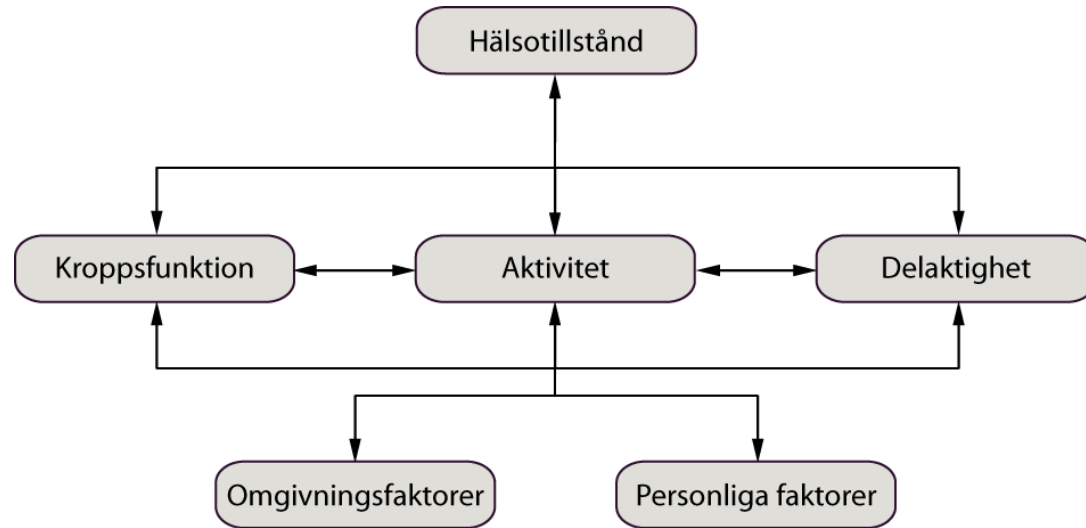 Hälsotillstånd
Kroppsfunktion
Aktivitet
Delaktighet
Omgivningsfaktorer
Personliga faktorer